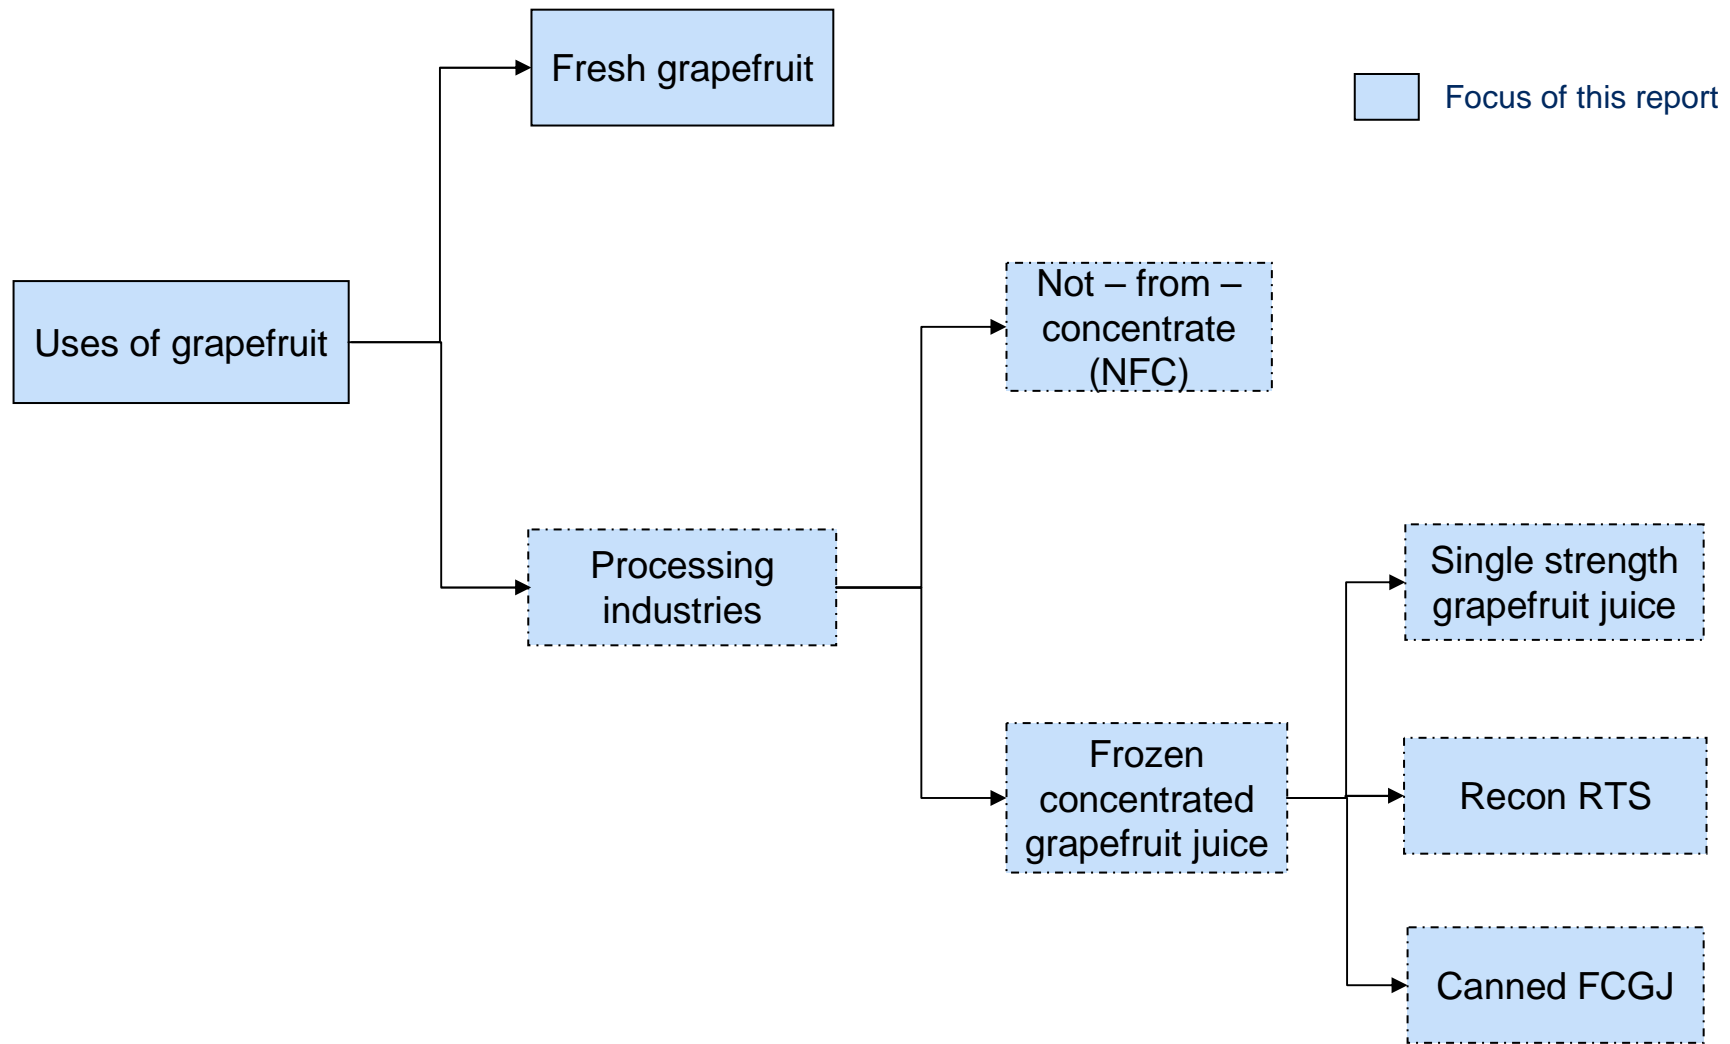 Fresh grapefruit
Focus of this report
Uses of grapefruit
Not – from –
concentrate
(NFC)
Processing
industries
Single strength
grapefruit juice
Frozen
concentrated
grapefruit juice
Recon RTS
Canned FCGJ